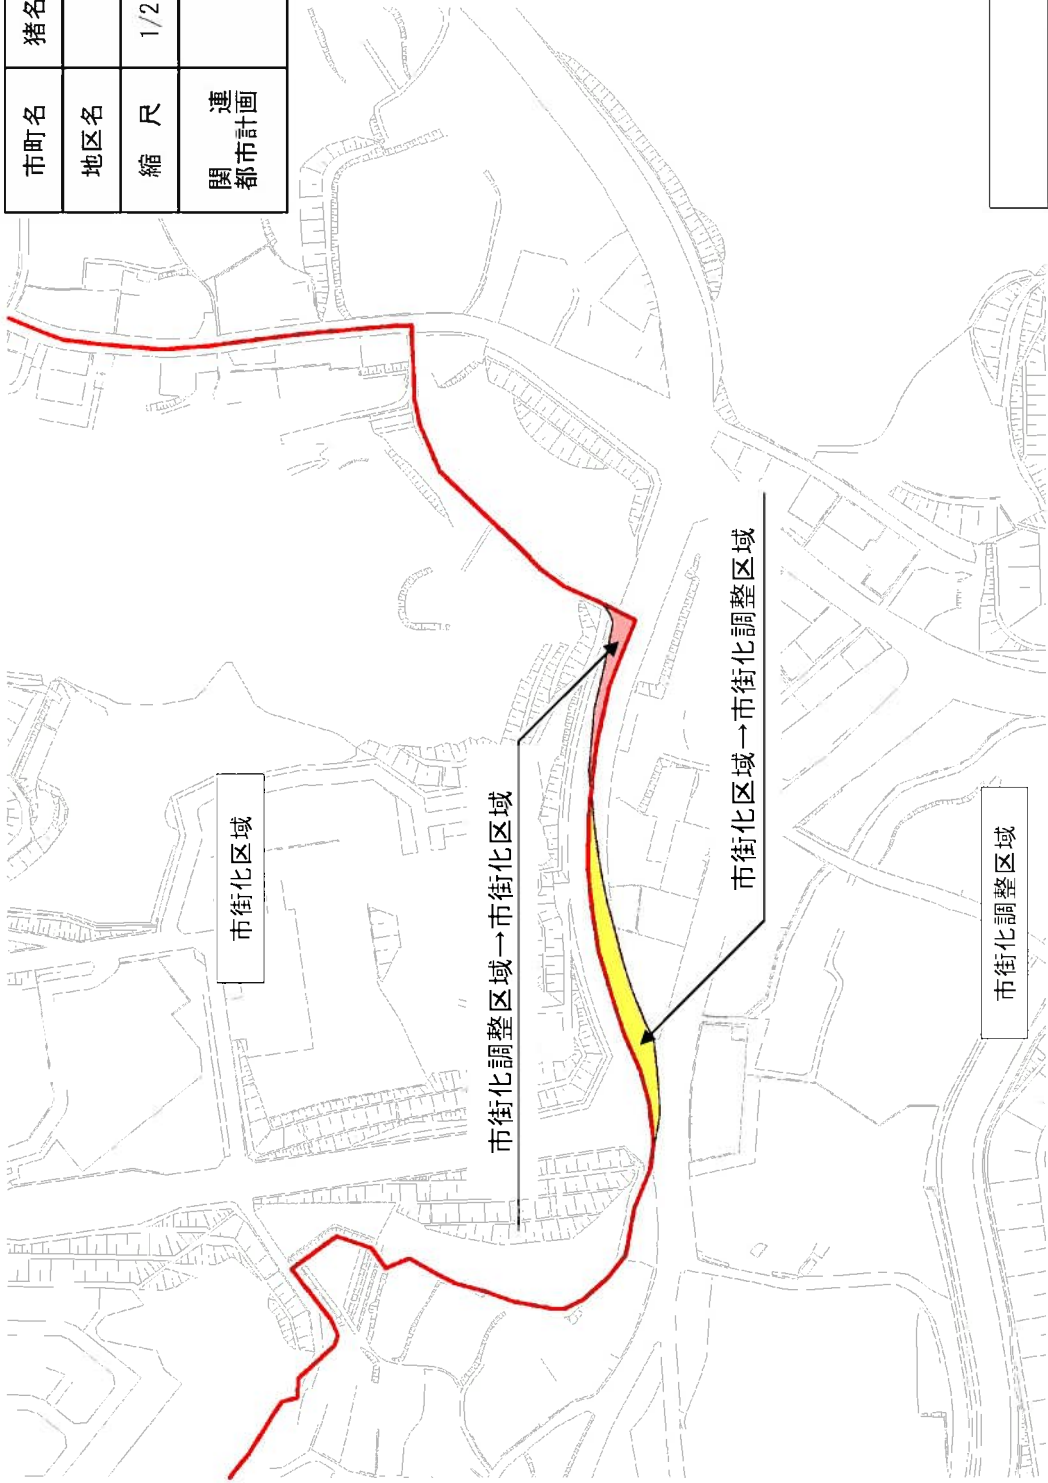 市町名 猪名
地区名
縮 尺 1/2
関 連
都市計画
市街化区域
市街化調整区域→市街化区域
市街化区域→市街化調整区域
市街化調整区域